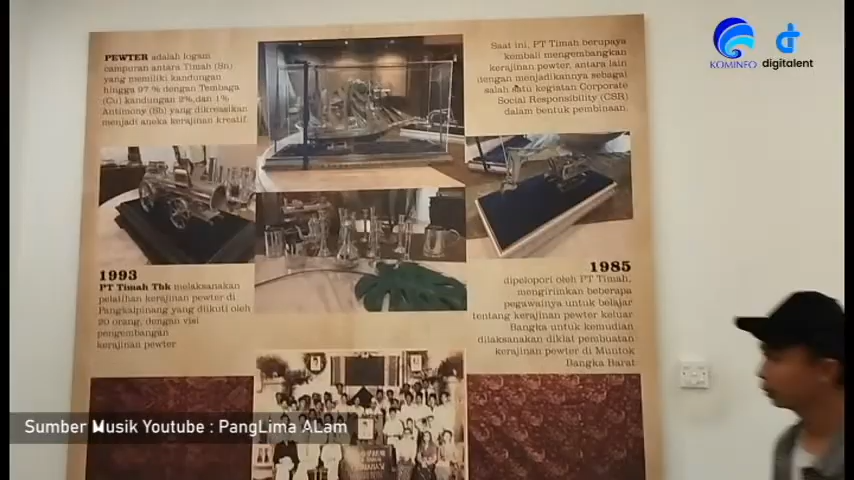 PEWTER adalah logam
campuran antara Timah (Sn)
yang memiliki kandungan
hingga 97 % dengan Tembaga
(Cu) kandungan 2% dan 1%
Antimony (Sb) yang dikreasikan
menjadi aneka kerajinan kreatif.
Saat ini, PT Timah berupaya
kembali mengembangkan
kerajinan pewter, antara lain
dengan menjadikannya sebagai
salah satu kegiatan Corporate
Social Responsibility (CSR)
dalam bentuk pembinaan.
KOMINFO
digitalent
1993
PT Timah Tbk melaksanakan
pelatihan kerajinan pewter di
Pangkalpinang yang diikuti oleh
20 orang, dengan visi
pengembangan
kerajinan pewter
1985
dipelopori oleh PT Timah,
mengirimkan beberapa
pegawainya untuk belajar
tentang kerajinan pewter keluar
Bangka untuk kemudian
dilaksanakan diklat pembuatan
kerajinan pewter di Muntok
Bangka Barat
Sumber Musik Youtube : PangLima ALam